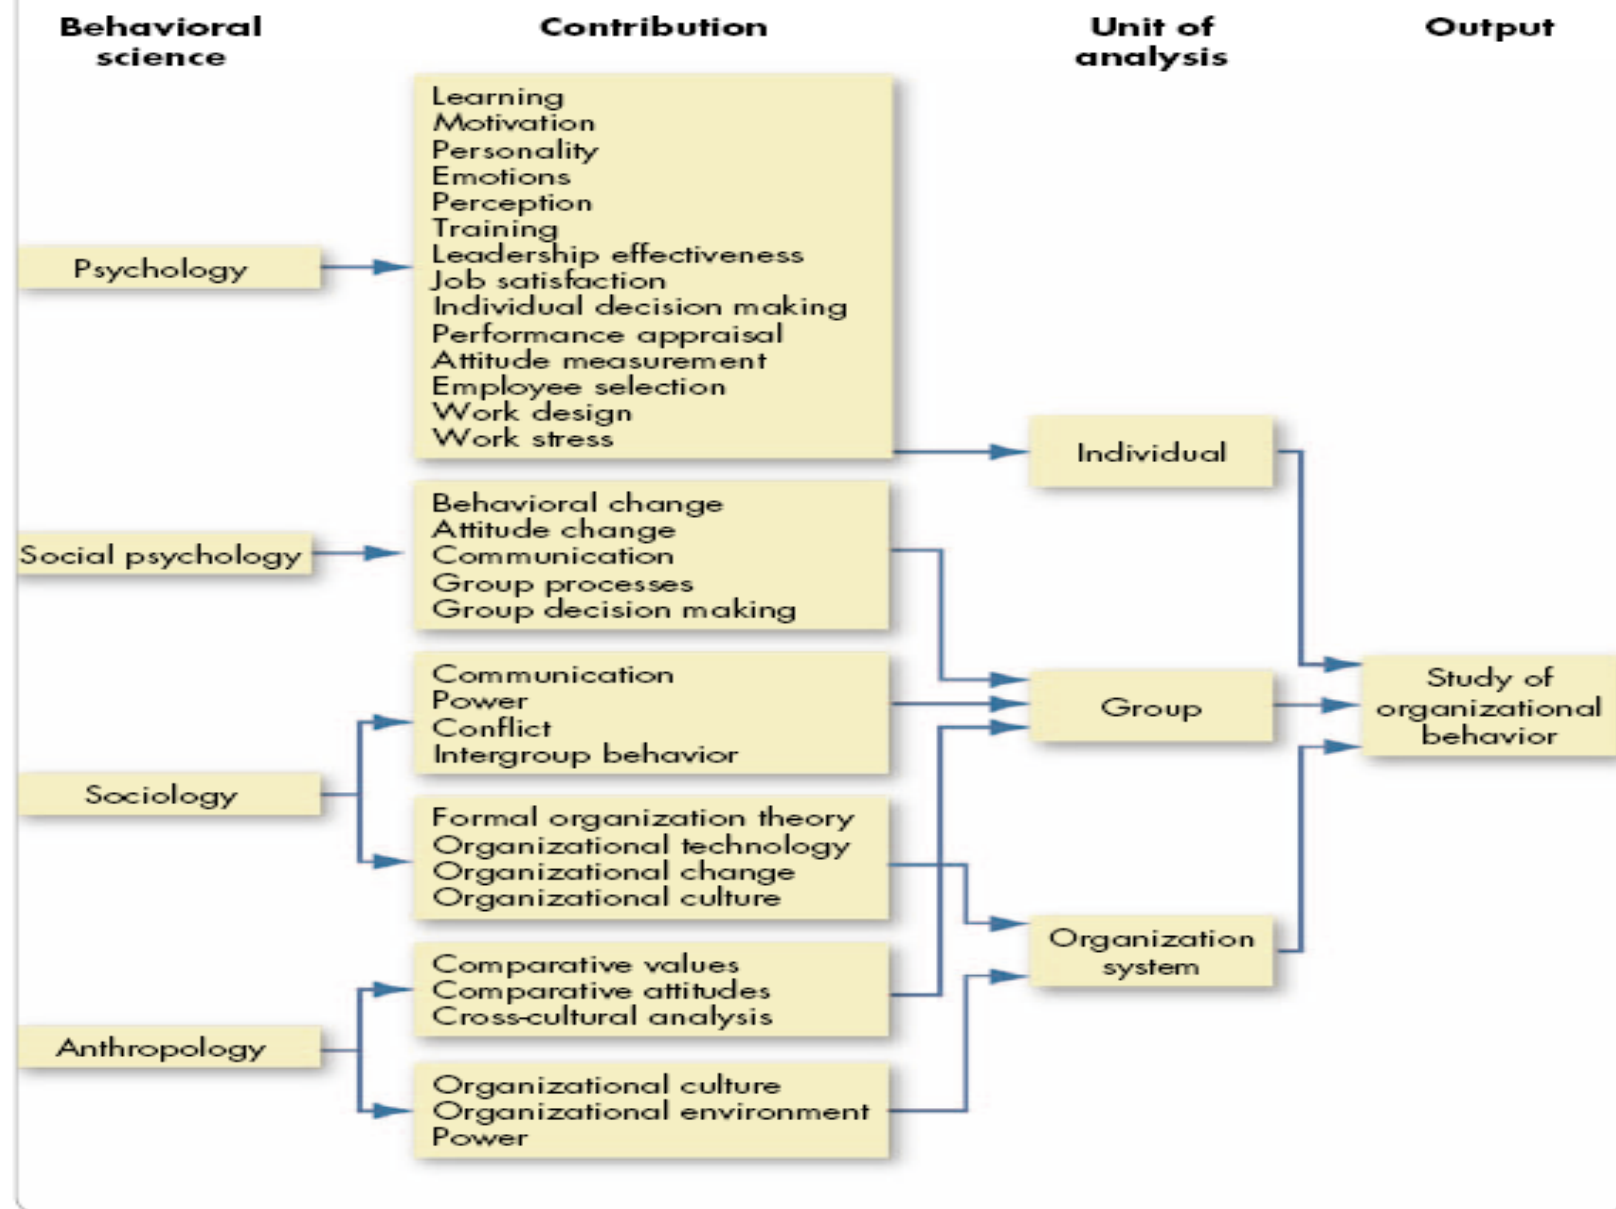 Behavioral
science
Contribution
Unit of
analysis
Output
Psychology
Learning
Motivation
Personality
Emotions
Perception
Training
Leadership effectiveness
Job satisfaction
Individual decision making
Performance appraisal
Attitude measurement
Employee selection
Work design
Work stress
Individual
Social psychology
Behavioral change
Attitude change
Communication
Group processes
Group decision making
Communication
Power
Conflict
Intergroup behavior
Group
Study of
organizational
behavior
Sociology
Formal organization theory
Organizational technology
Organizational change
Organizational culture
Organization
system
Comparative values
Comparative attitudes
Cross-cultural analysis
Anthropology
Organizational culture
Organizational environment
Power